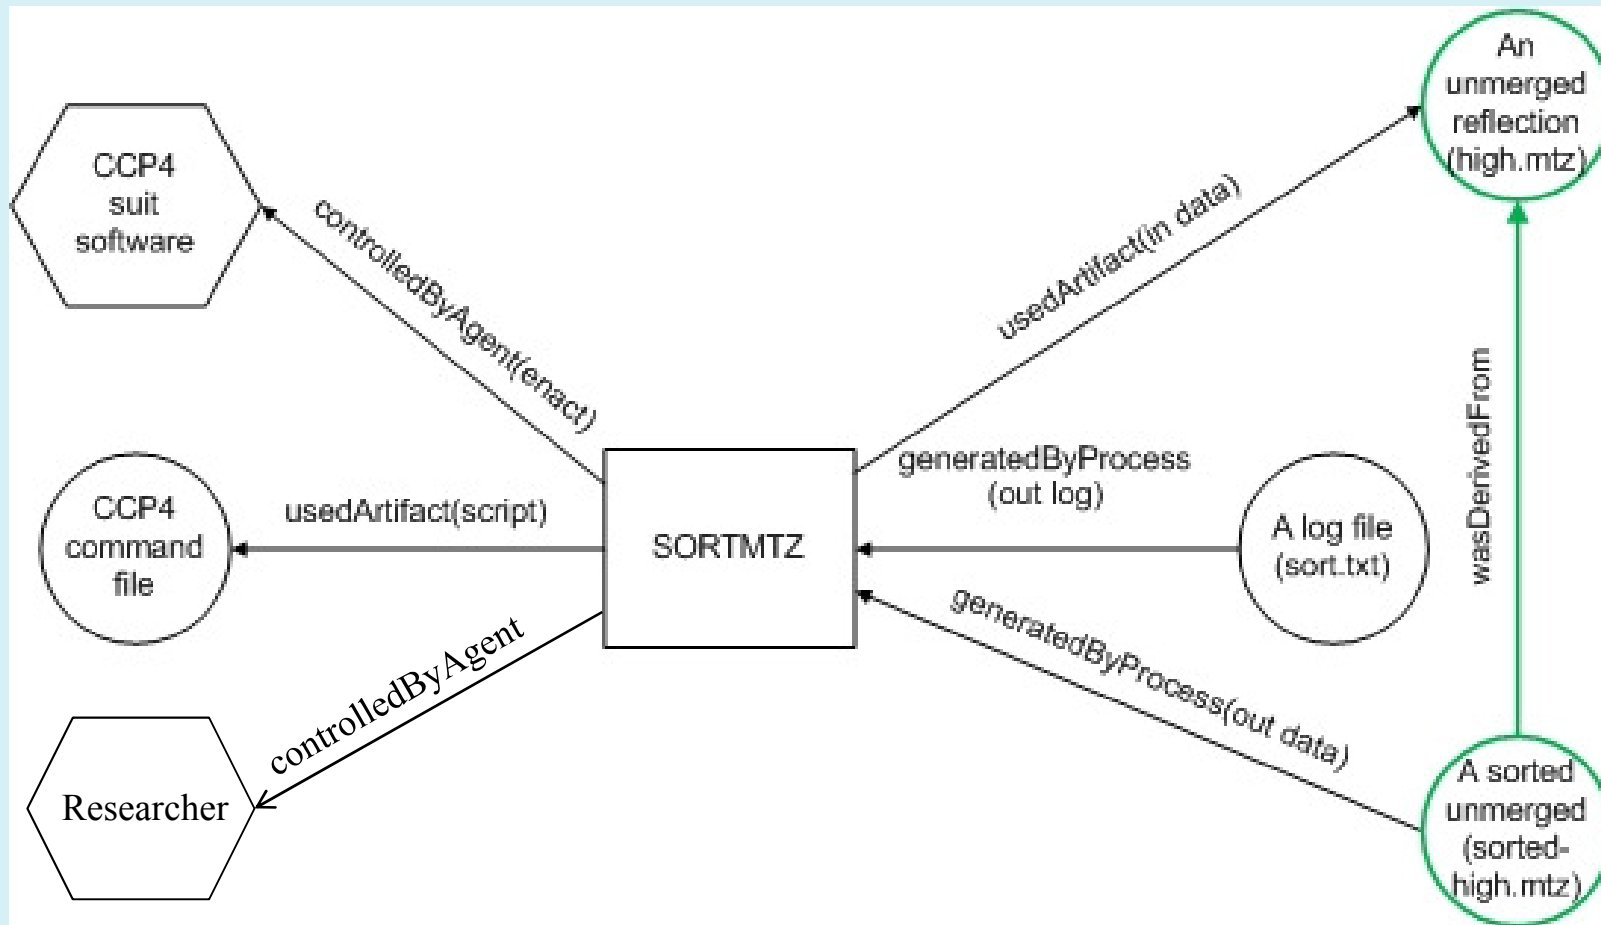 An
unmerged
reflection
(high.mtz)
CCP4
suit
software
controlledByAgent(enact)
usedArtifact(in data)
wasDerivedFrom
generatedByProcess
(out log)
CCP4
command
file
usedArtifact(script)
SORTMTZ
A log file
(sort.txt)
generatedByProcess(out data)
controlledByAgent
Researcher
A sorted
unmerged
(sorted-
high.mtz)